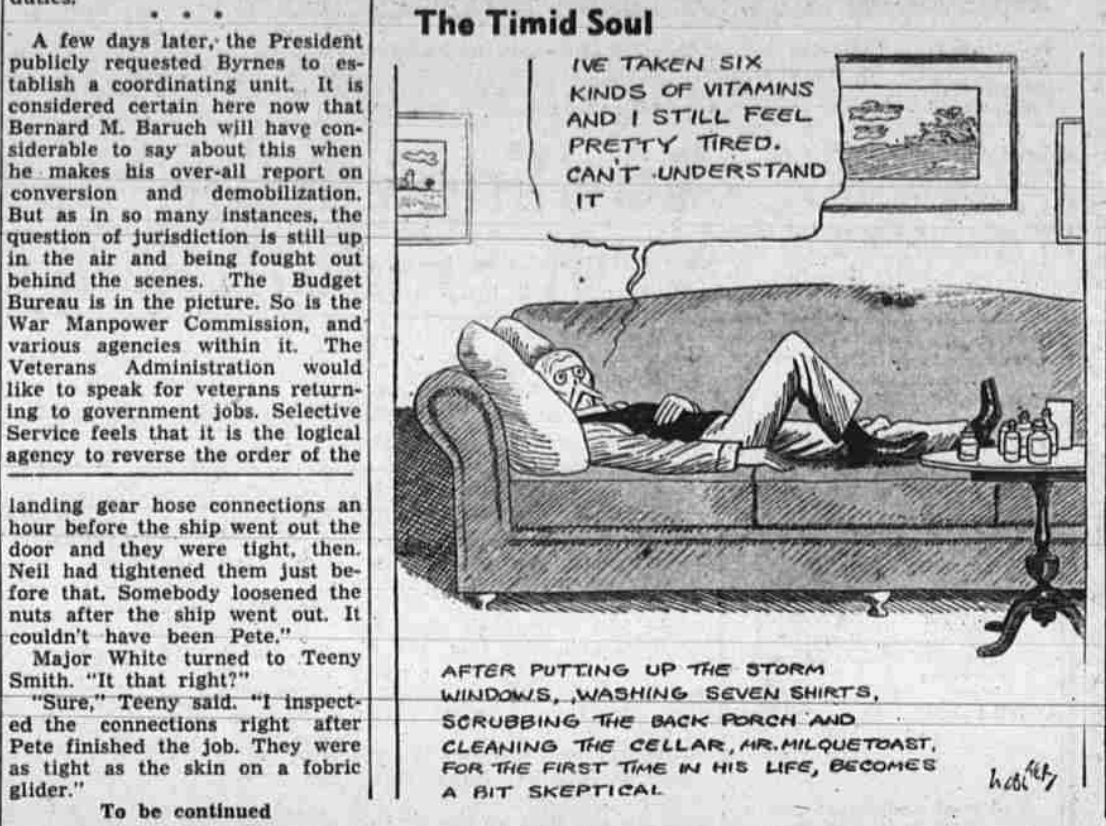 A few days later, the President
publicly requested Byrnes to es-
tablish a coordinating unit. It is
considered certain here now that
Bernard M. Baruch will have con-
siderable to say about this when
he makes his over-all report on
conversion and demobilization.
But as in so many instances, the
question of jurisdiction is still up
in the air and being fought out
behind the scenes. The Budget
Bureau is in the picture. So is the
War Manpower Commission, and
various agencies within it. The
Veterans Administration would
like to speak for veterans return-
ing to government jobs. Selective
Service feels that it is the logical
agency to reverse the order of the
landing gear hose connections an
hour before the ship went out the
door and they were tight, then.
Neil had tightened them just be-
fore that. Somebody loosened the
nuts after the ship went out. It
couldn't have been Pete."
Major White turned to Teeny
Smith. "It that right?"
"Sure," Teeny said. "I inspect-
ed the connections right after
Pete finished the job. They were
as tight as the skin on a fobric
glider."
To be continued
The Timid Soul
I'VE TAKEN SIX
KINDS OF VITAMINS
AND I STILL FEEL
PRETTY TIRED.
CAN'T UNDERSTAND
IT
AFTER PUTTING UP THE STORM
WINDOWS, WASHING SEVEN SHIRTS,
SCRUBBING THE BACK PORCH AND
CLEANING THE CELLAR, MR. MILQUETOAST,
FOR THE FIRST TIME IN HIS LIFE, BECOMES
A BIT SKEPTICAL